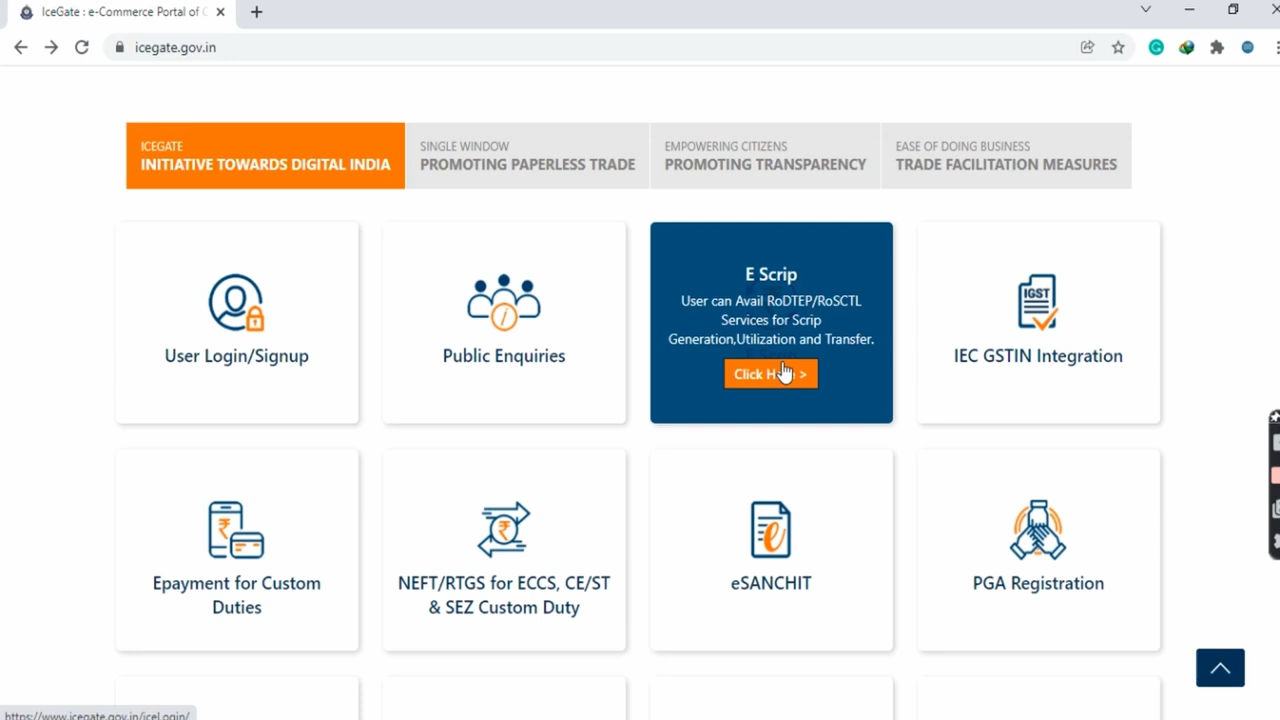 IceGate : e-Commerce Portal of
icegate.gov.in
ICEGATE
INITIATIVE TOWARDS DIGITAL INDIA
SINGLE WINDOW
PROMOTING PAPERLESS TRADE
EMPOWERING CITIZENS
PROMOTING TRANSPARENCY
EASE OF DOING BUSINESS
TRADE FACILITATION MEASURES
User Login/Signup
Public Enquiries
E Scrip
User can Avail RoDTEP/RoSCTL
Services for Scrip
Generation,Utilization and Transfer.
Click >
IGST
IEC GSTIN Integration
Epayment for Custom
Duties
NEFT/RTGS for ECCS, CE/ST
& SEZ Custom Duty
eSANCHIT
PGA Registration
https://www.icegate.gov.in/iceLogin/